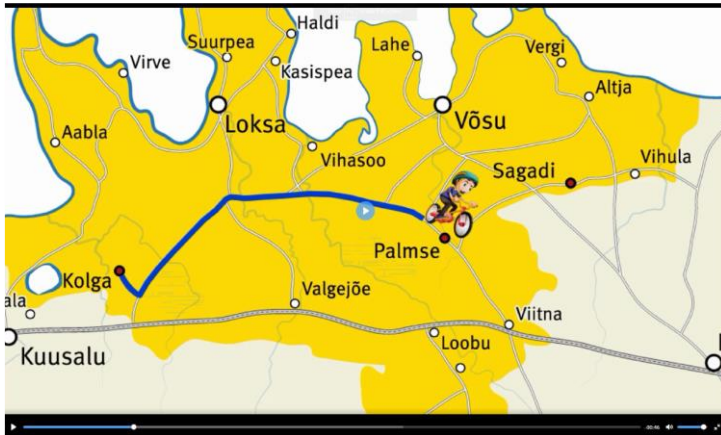 Haldi
Suurpea
Lahe
Vergi
Virve
Kasispea
Altja
Loksa
Võsu
Aabla
Vihasoo
Sagadi
Vihula
Palmse
Kolga
Valgejõe
ala
Viitna
Kuusalu
Loobu